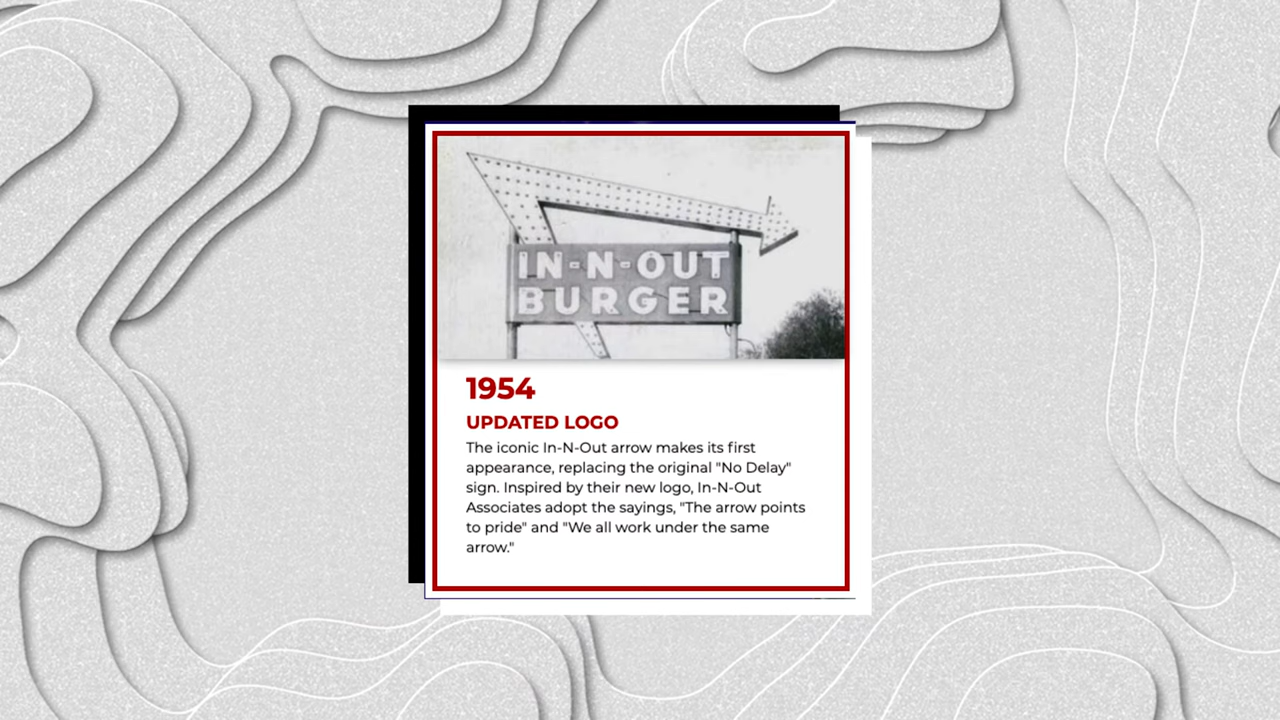 IN-N-OUT
BURGER
1954
UPDATED LOGO
The iconic In-N-Out arrow makes its first
appearance, replacing the original "No Delay"
sign. Inspired by their new logo, In-N-Out
Associates adopt the sayings, "The arrow points
to pride" and "We all work under the same
arrow."